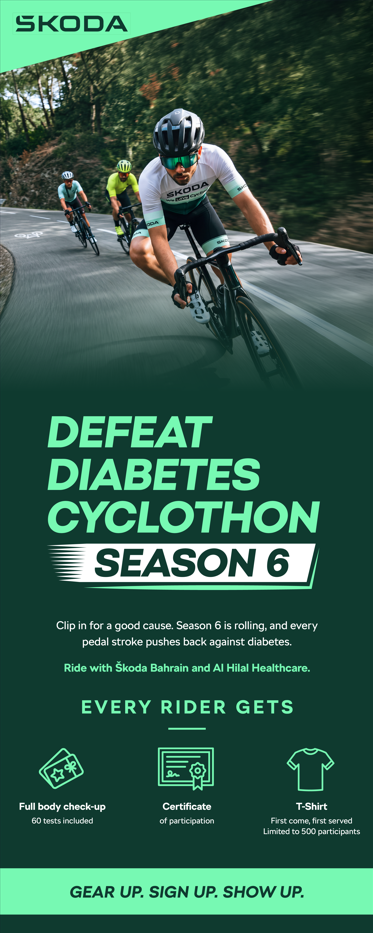 SKODA
SKODA
DEFEAT
DIABETES
CYCLOTHON
SEASON 6
Clip in for a good cause. Season 6 is rolling, and every
pedal stroke pushes back against diabetes.
Ride with Škoda Bahrain and Al Hilal Healthcare.
EVERY RIDER GETS
Full body check-up
60 tests included
Certificate
of participation
T-Shirt
First come, first served
Limited to 500 participants
GEAR UP. SIGN UP. SHOW UP.